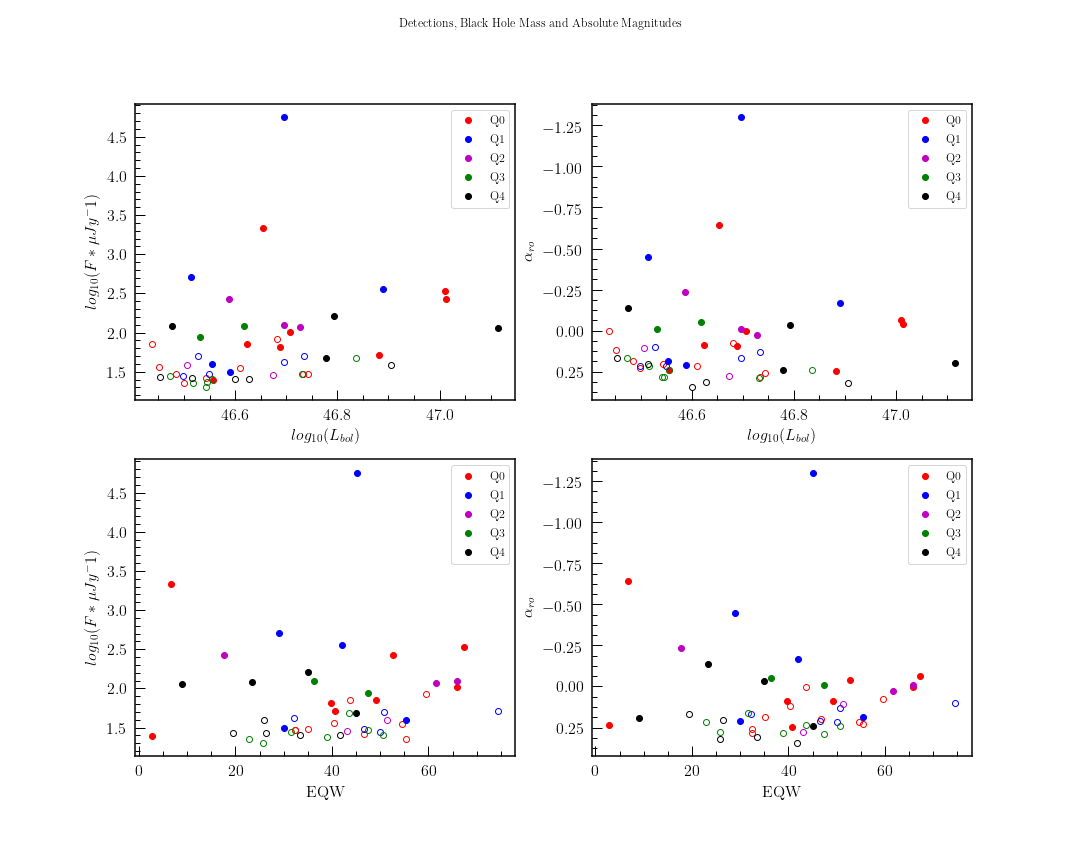 Detections, Black Hole Mass and Absolute Magnitudes
4.5
4.0
3.5
3.0
2.5
2.0
1.5
46.6
46.8
47.0
log10(F * μJy−1)
log10(Lbol)
Q0
Q1
Q2
Q3
Q4
−1.25
−1.00
−0.75
−0.50
−0.25
0.00
0.25
46.6
46.8
47.0
αro
log10(Lbol)
Q0
Q1
Q2
Q3
Q4
4.5
4.0
3.5
3.0
2.5
2.0
1.5
0
20
40
60
log10(F * μJy−1)
EQW
Q0
Q1
Q2
Q3
Q4
−1.25
−1.00
−0.75
−0.50
−0.25
0.00
0.25
0
20
40
60
αro
EQW
Q0
Q1
Q2
Q3
Q4